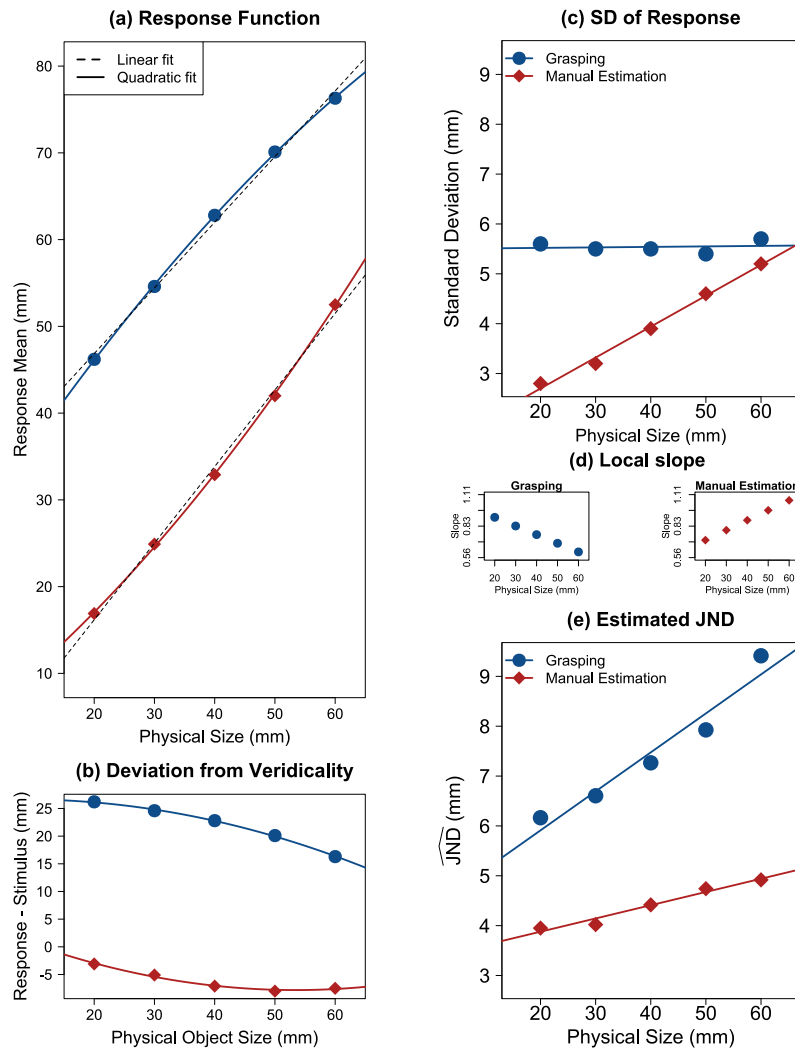 (a) Response Function
Linear fit
Quadratic fit
80
70
60
50
40
30
20
10
Response Mean (mm)
20 30 40 50 60
Physical Size (mm)
(b) Deviation from Veridicality
25
20
15
10
5
0
-5
Response - Stimulus (mm)
20 30 40 50 60
Physical Object Size (mm)
(c) SD of Response
Grasping
Manual Estimation
9
8
7
6
5
4
3
Standard Deviation (mm)
20 30 40 50 60
Physical Size (mm)
(d) Local slope
Grasping
1.11
0.83
0.56
Slope
20 30 40 50 60
Physical Size (mm)
Manual Estimation
1.11
0.83
0.56
Slope
20 30 40 50 60
Physical Size (mm)
(e) Estimated JND
Grasping
Manual Estimation
9
8
7
6
5
4
3
JND (mm)
20 30 40 50 60
Physical Size (mm)